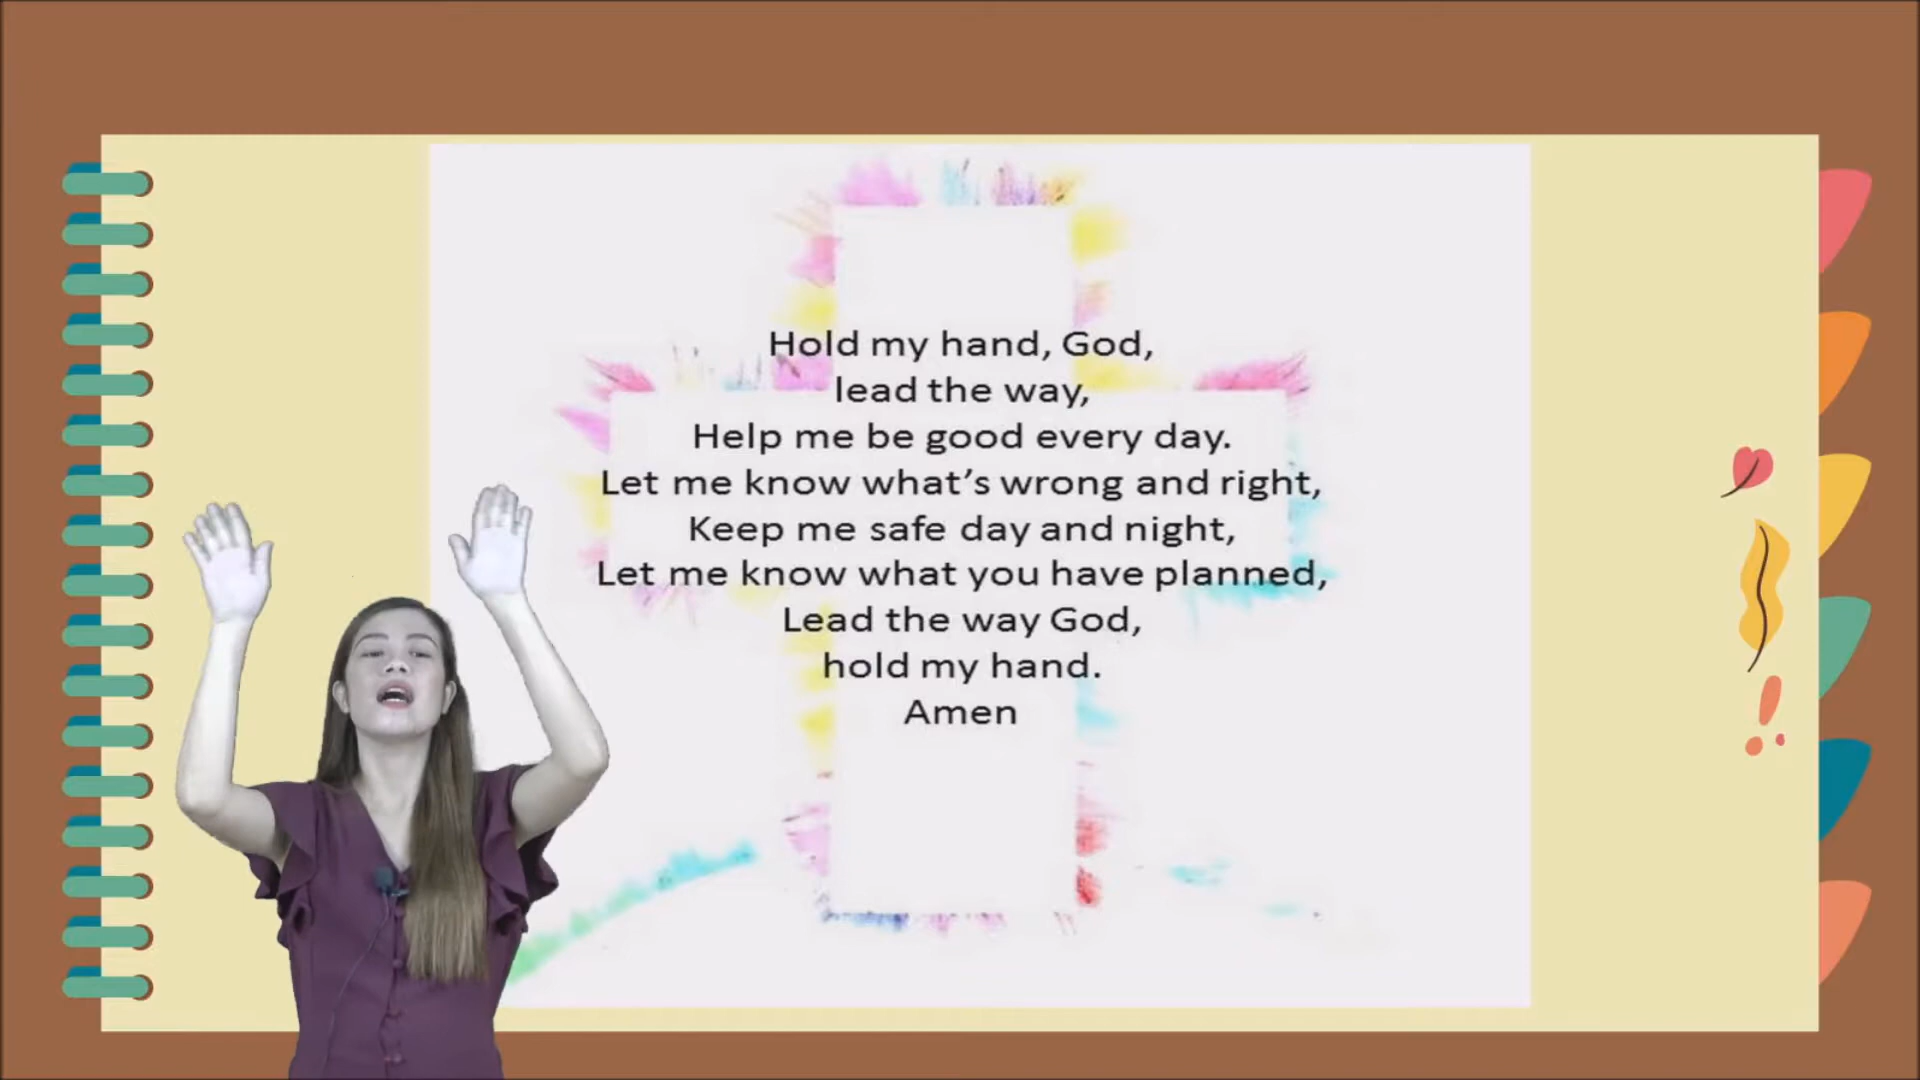 Hold my hand, God,
lead the way,
Help me be good every day.
Let me know what’s wrong and right,
Keep me safe day and night,
Let me know what you have planned,
Lead the way God,
hold my hand.
Amen